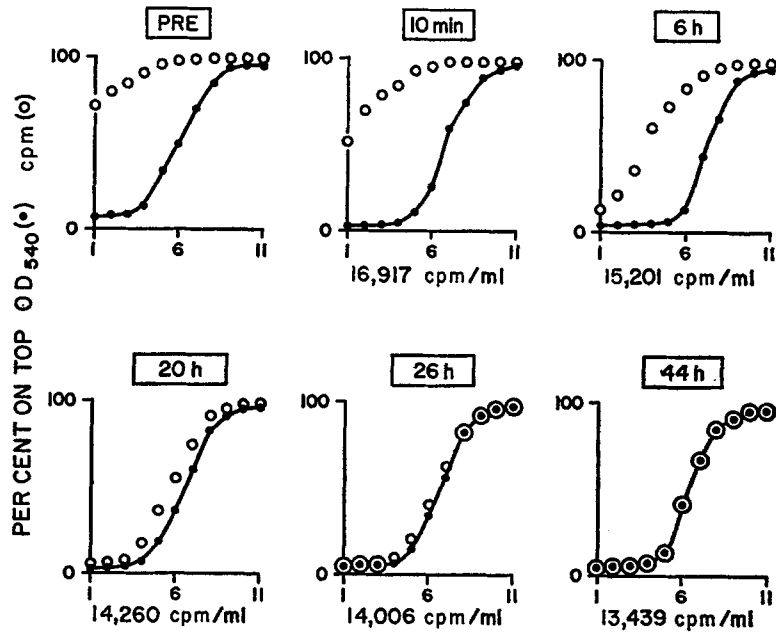 PRE
10 min
6 h
PER CENT ON TOP OD540(•) cpm(o)
100
0
1 6 11
100
0
1 6 11
16,917 cpm/ml
100
0
1 6 11
15,201 cpm/ml
20 h
26 h
44 h
100
0
1 6 11
14,260 cpm/ml
100
0
1 6 11
14,006 cpm/ml
100
0
1 6 11
13,439 cpm/ml